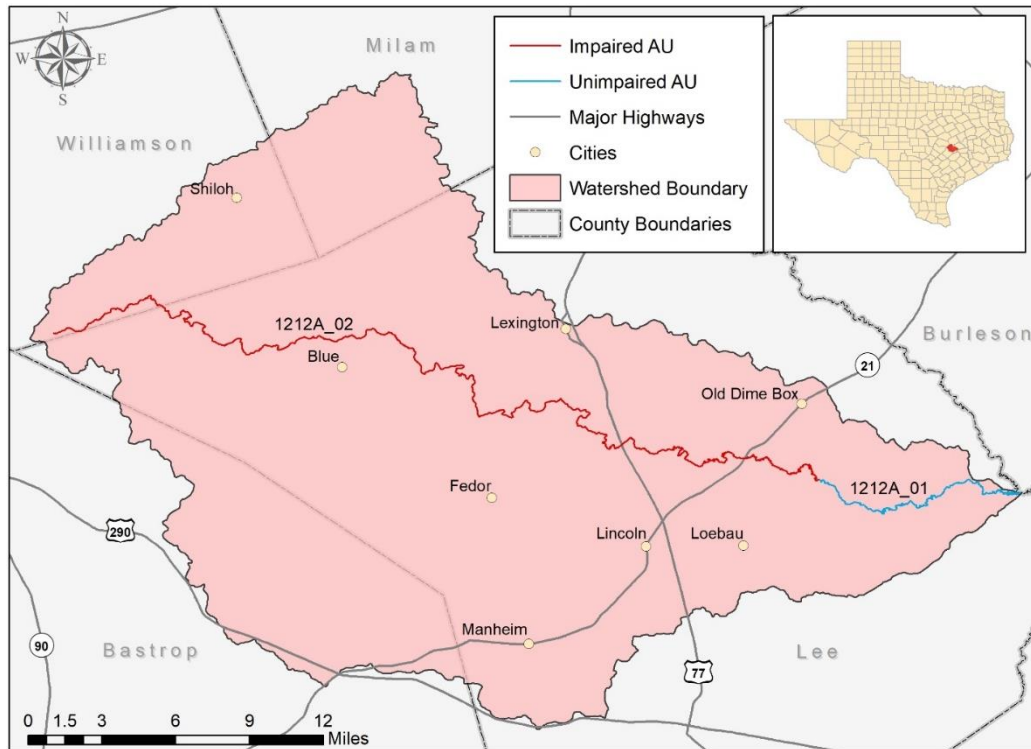 N
W E
S
Milam
Williamson
Impaired AU
Unimpaired AU
Major Highways
Cities
Watershed Boundary
County Boundaries
Shiloh
1212A_02
Blue
Lexington
Burleson
21
Old Dime Box
1212A_01
Fedor
290
Lincoln
Loebau
Manheim
90
Bastrop
Lee
77
0 1.5 3 6 9 12
Miles